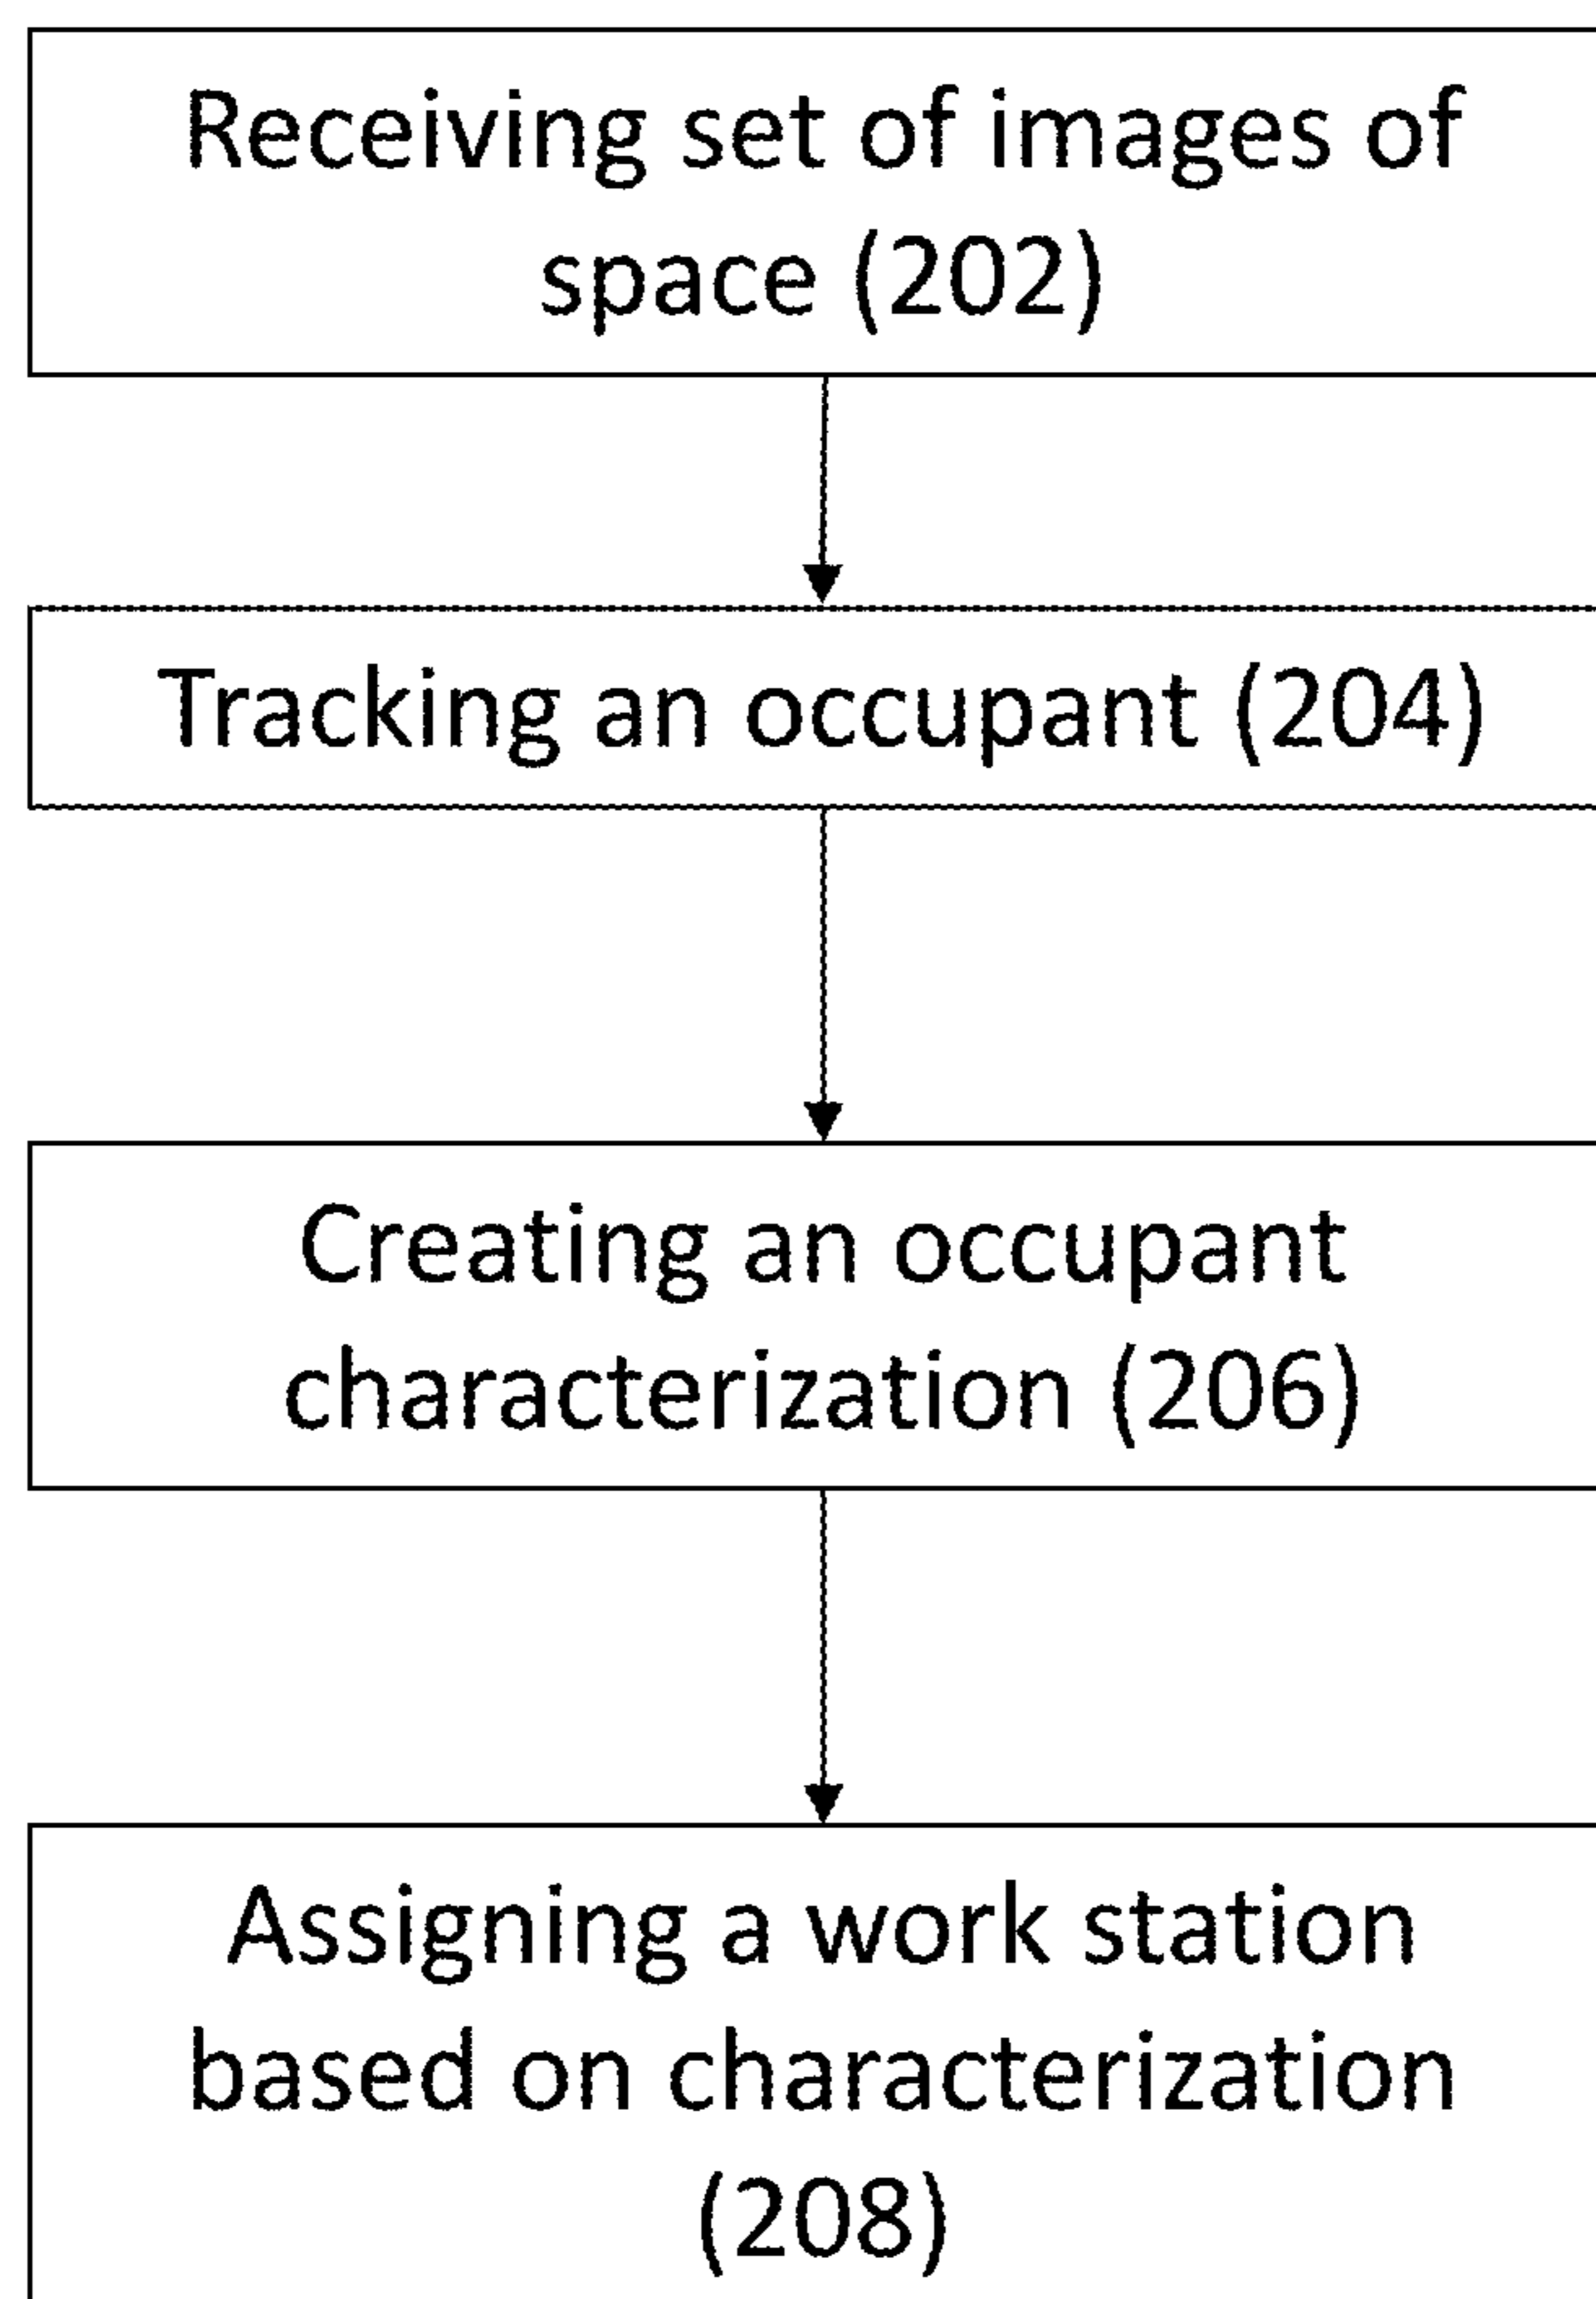 Receiving set of images of
space (202)
Tracking an occupant (204)
Creating an occupant
characterization (206)
Assigning a work station
based on characterization
(208)